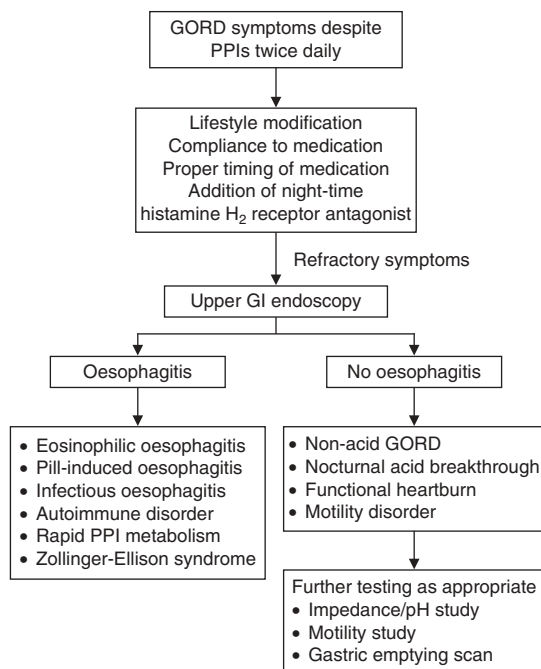 GORD symptoms despite
PPIs twice daily
Lifestyle modification
Compliance to medication
Proper timing of medication
Addition of night-time
histamine H₂ receptor antagonist
Refractory symptoms
Upper GI endoscopy
Oesophagitis
No oesophagitis
• Eosinophilic oesophagitis
• Pill-induced oesophagitis
• Infectious oesophagitis
• Autoimmune disorder
• Rapid PPI metabolism
• Zollinger-Ellison syndrome
• Non-acid GORD
• Nocturnal acid breakthrough
• Functional heartburn
• Motility disorder
Further testing as appropriate
• Impedance/pH study
• Motility study
• Gastric emptying scan